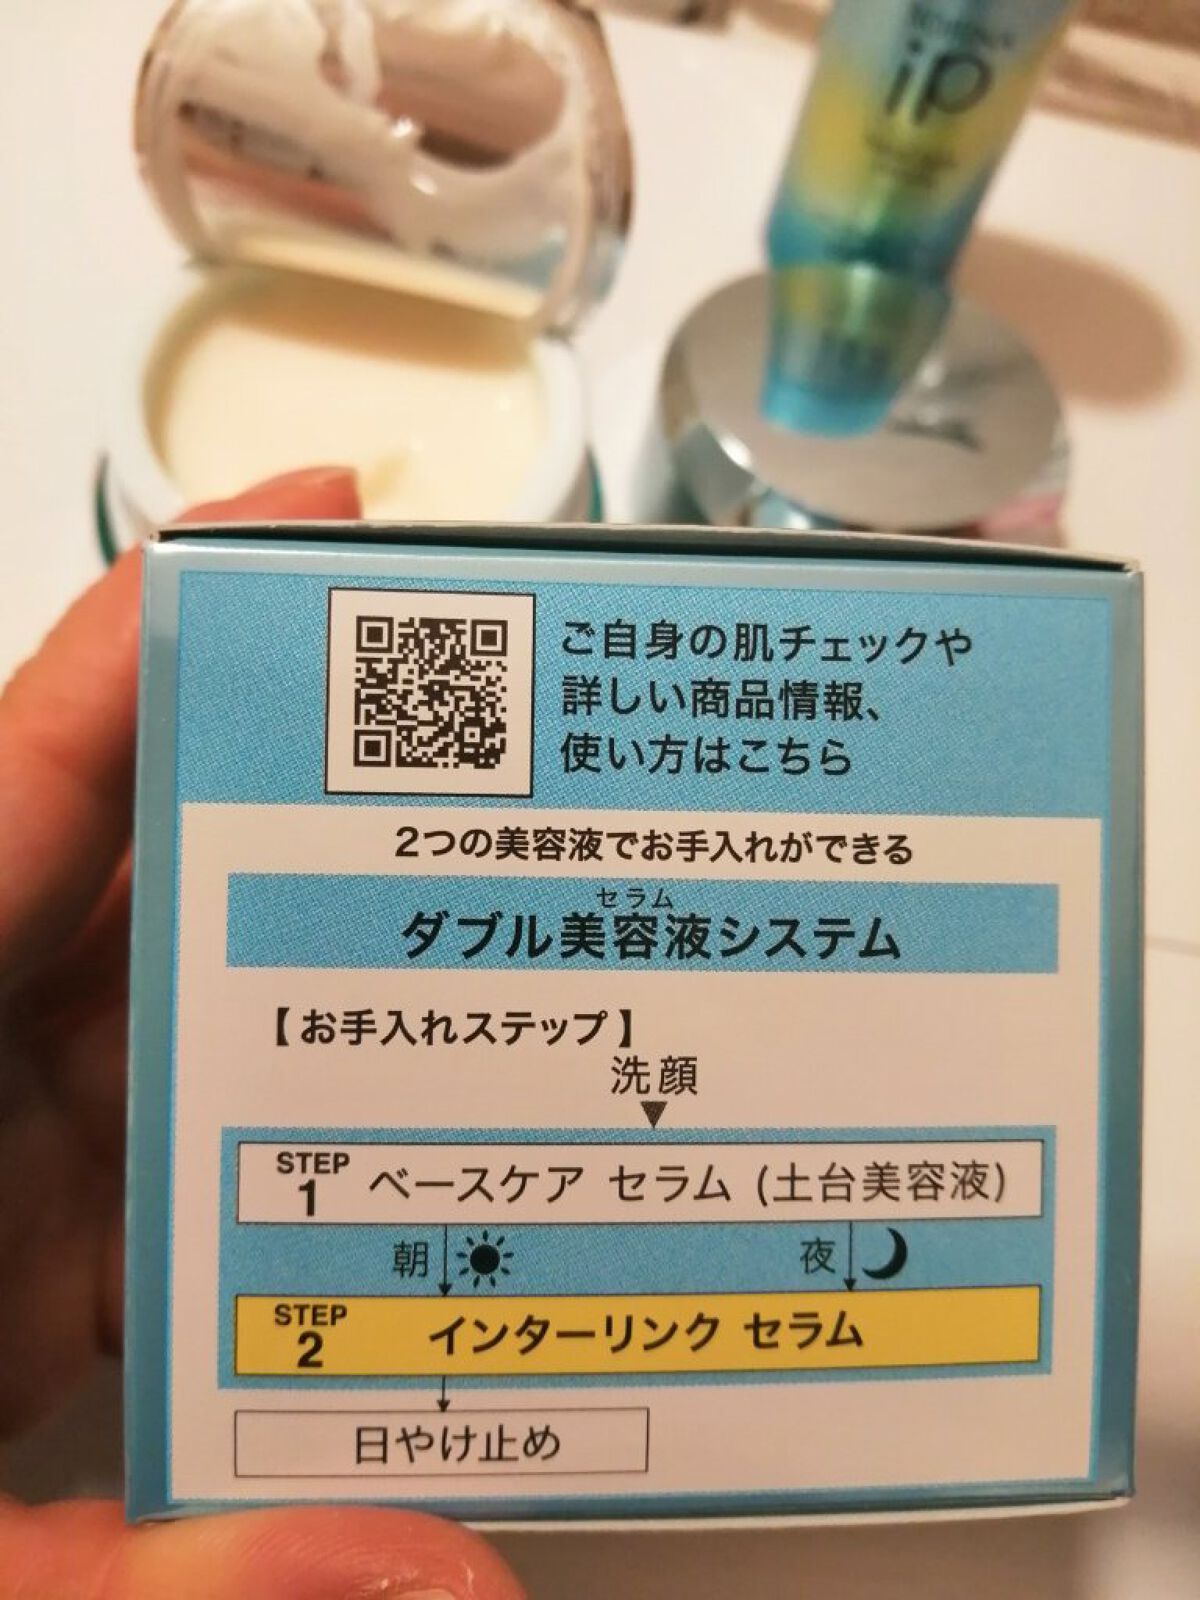 ip
ご自身の肌チェックや
詳しい商品情報、
使い方はこちら
2つの美容液でお手入れができる
セラム
ダブル美容液システム
【お手入れステップ】
洗顔
STEP 1 ベースケア セラム (土台美容液)
朝 夜
STEP 2 インターリンク セラム
日やけ止め